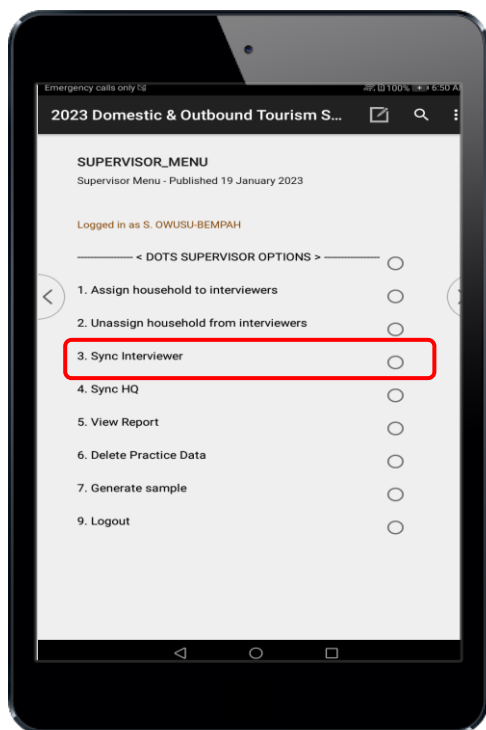 Emergency calls only
100% 6:50 A
2023 Domestic & Outbound Tourism S...
SUPERVISOR_MENU
Supervisor Menu - Published 19 January 2023
Logged in as S. OWUSU-BEMPAH
---------------- < DOTS SUPERVISOR OPTIONS > ----------------
1. Assign household to interviewers
2. Unassign household from interviewers
3. Sync Interviewer
4. Sync HQ
5. View Report
6. Delete Practice Data
7. Generate sample
9. Logout